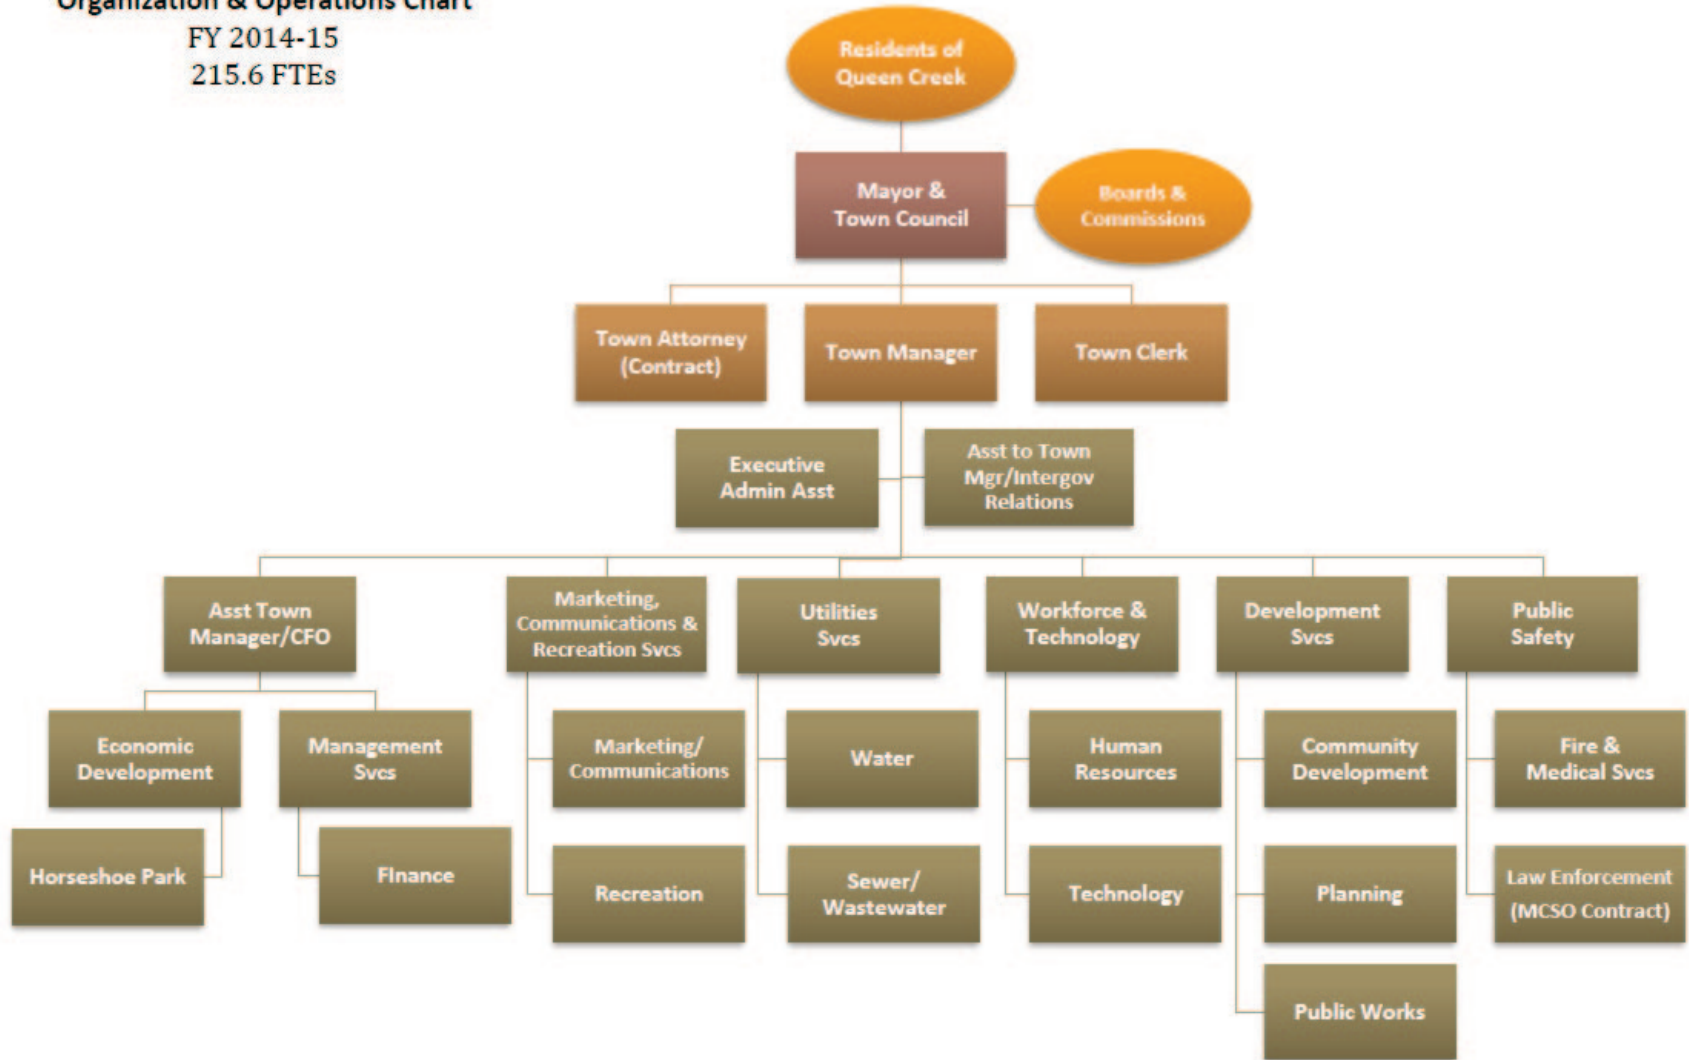 Organization & Operations Chart
FY 2014-15
215.6 FTEs
Residents of
Queen Creek
Mayor &
Town Council
Boards &
Commissions
Town Attorney
(Contract)
Town Manager
Town Clerk
Executive
Admin Asst
Asst to Town
Mgr/Intergov
Relations
Asst Town
Manager/CFO
Marketing,
Communications &
Recreation Svcs
Utilities
Svcs
Workforce &
Technology
Development
Svcs
Public
Safety
Economic
Development
Management
Svcs
Marketing/
Communications
Water
Human
Resources
Community
Development
Fire &
Medical Svcs
Horseshoe Park
FInance
Recreation
Sewer/
Wastewater
Technology
Planning
Law Enforcement
(MCSO Contract)
Public Works